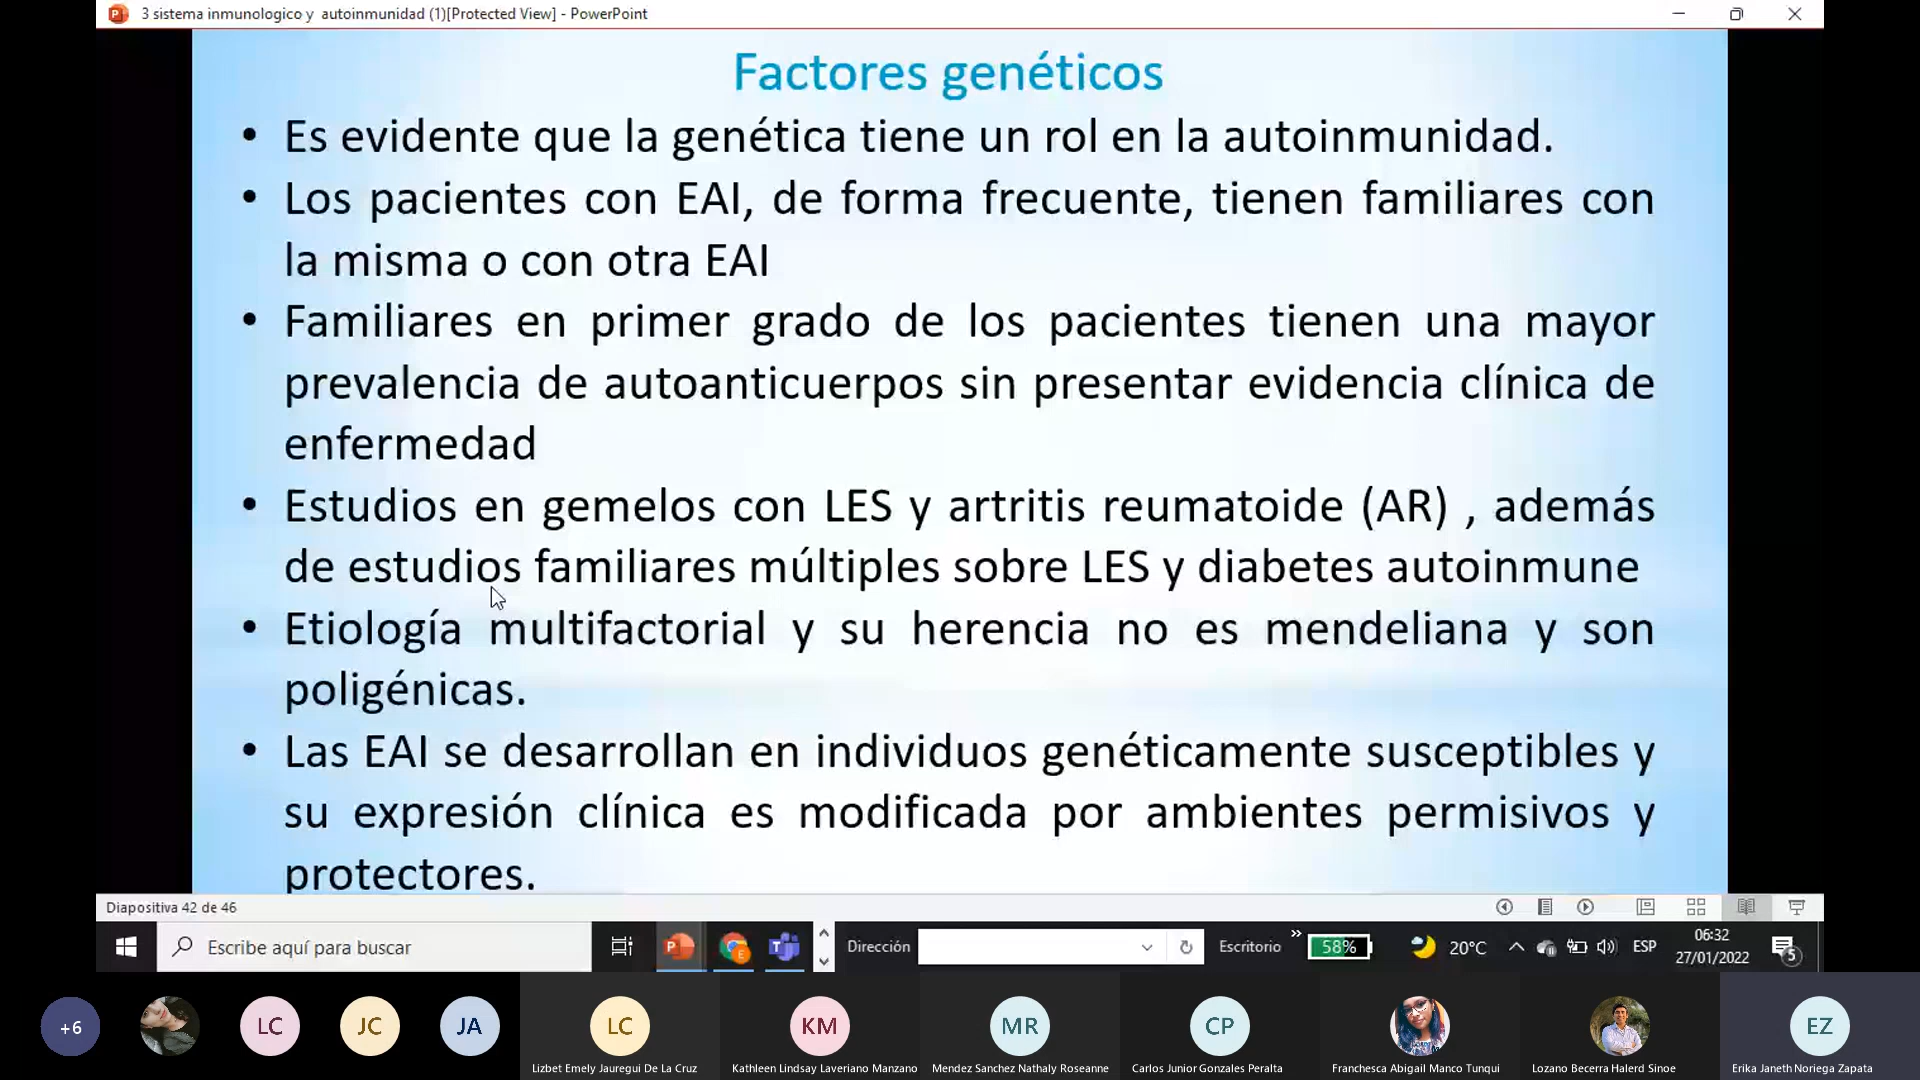 3 sistema inmunologico y  autoinmunidad (1)[Protected View] - PowerPoint
Factores genéticos
• Es evidente que la genética tiene un rol en la autoinmunidad.
• Los pacientes con EAI, de forma frecuente, tienen familiares con
la misma o con otra EAI
• Familiares en primer grado de los pacientes tienen una mayor
prevalencia de autoanticuerpos sin presentar evidencia clínica de
enfermedad
• Estudios en gemelos con LES y artritis reumatoide (AR) , además
de estudios familiares múltiples sobre LES y diabetes autoinmune
• Etiología multifactorial y su herencia no es mendeliana y son
poligénicas.
• Las EAI se desarrollan en individuos genéticamente susceptibles y
su expresión clínica es modificada por ambientes permisivos y
protectores.
Diapositiva 42 de 46
Escribe aquí para buscar
Dirección
Escritorio
58%
20°C
ESP
06:32
27/01/2022
5
+6
LC
JC
JA
LC
KM
MR
CP
EZ
Lizbet Emely Jauregui De La Cruz
Kathleen Lindsay Laveriano Manzano
Mendez Sanchez Nathaly Roseanne
Carlos Junior Gonzales Peralta
Franchesca Abigail Manco Tunqui
Lozano Becerra Halerd Sinoe
Erika Janeth Noriega Zapata